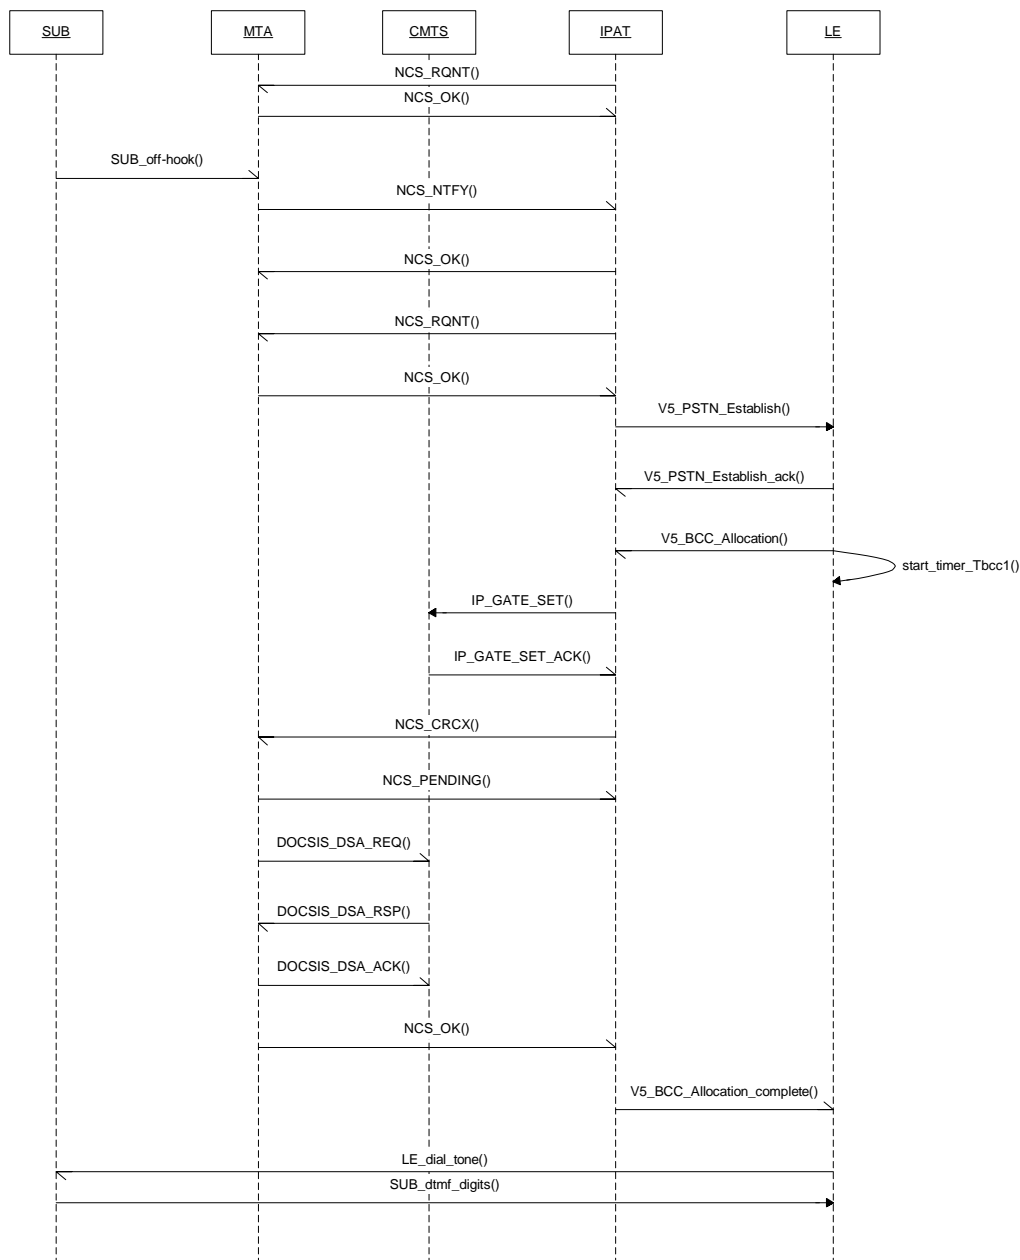 SUB
MTA
CMTS
IPAT
LE
NCS_RQNT()
NCS_OK()
SUB_off-hook()
NCS_NTFY()
NCS_OK()
NCS_RQNT()
NCS_OK()
V5_PSTN_Establish()
V5_PSTN_Establish_ack()
V5_BCC_Allocation()
start_timer_Tbcc1()
IP_GATE_SET()
IP_GATE_SET_ACK()
NCS_CRCX()
NCS_PENDING()
DOCSIS_DSA_REQ()
DOCSIS_DSA_RSP()
DOCSIS_DSA_ACK()
NCS_OK()
V5_BCC_Allocation_complete()
LE_dial_tone()
SUB_dtmf_digits()